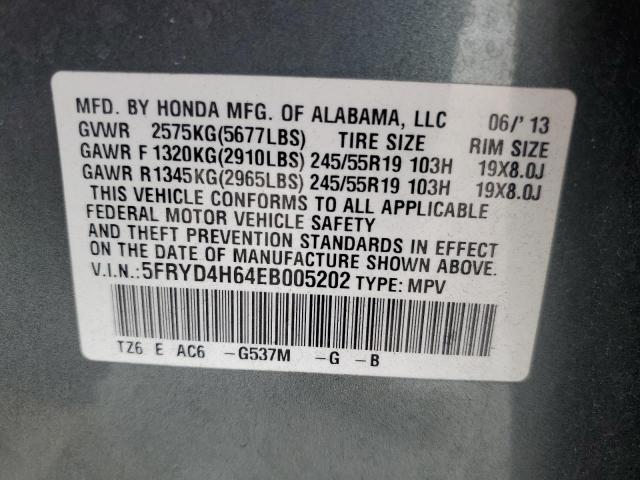 MFD. BY HONDA MFG. OF ALABAMA, LLC 06/' 13
GVWR 2575KG(5677LBS) TIRE SIZE RIM SIZE
GAWR F 1320KG(2910LBS) 245/55R19 103H 19X8.0J
GAWR R1345KG(2965LBS) 245/55R19 103H 19X8.0J
THIS VEHICLE CONFORMS TO ALL APPLICABLE
FEDERAL MOTOR VEHICLE SAFETY
AND THEFT PREVENTION STANDARDS IN EFFECT
ON THE DATE OF MANUFACTURE SHOWN ABOVE.
V.I.N.:5FRYD4H64EB005202 TYPE: MPV
TZ6 E AC6 -G537M -G -B